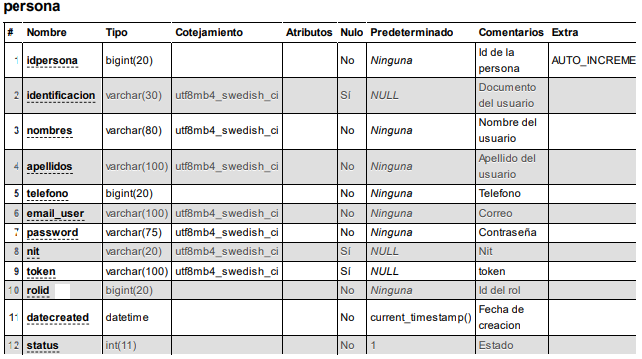 persona
# Nombre Tipo Cotejamiento Atributos Nulo Predeterminado Comentarios Extra
1 idpersona bigint(20) No Ninguna Id de la persona AUTO_INCREME
2 identificacion varchar(30) utf8mb4_swedish_ci Sí NULL Documento del usuario
3 nombres varchar(80) utf8mb4_swedish_ci No Ninguna Nombre del usuario
4 apellidos varchar(100) utf8mb4_swedish_ci No Ninguna Apellido del usuario
5 telefono bigint(20) No Ninguna Telefono
6 email_user varchar(100) utf8mb4_swedish_ci No Ninguna Correo
7 password varchar(75) utf8mb4_swedish_ci No Ninguna Contraseña
8 nit varchar(20) utf8mb4_swedish_ci Sí NULL Nit
9 token varchar(100) utf8mb4_swedish_ci Sí NULL token
10 rolid bigint(20) No Ninguna Id del rol
11 datecreated datetime No current_timestamp() Fecha de creacion
12 status int(11) No 1 Estado